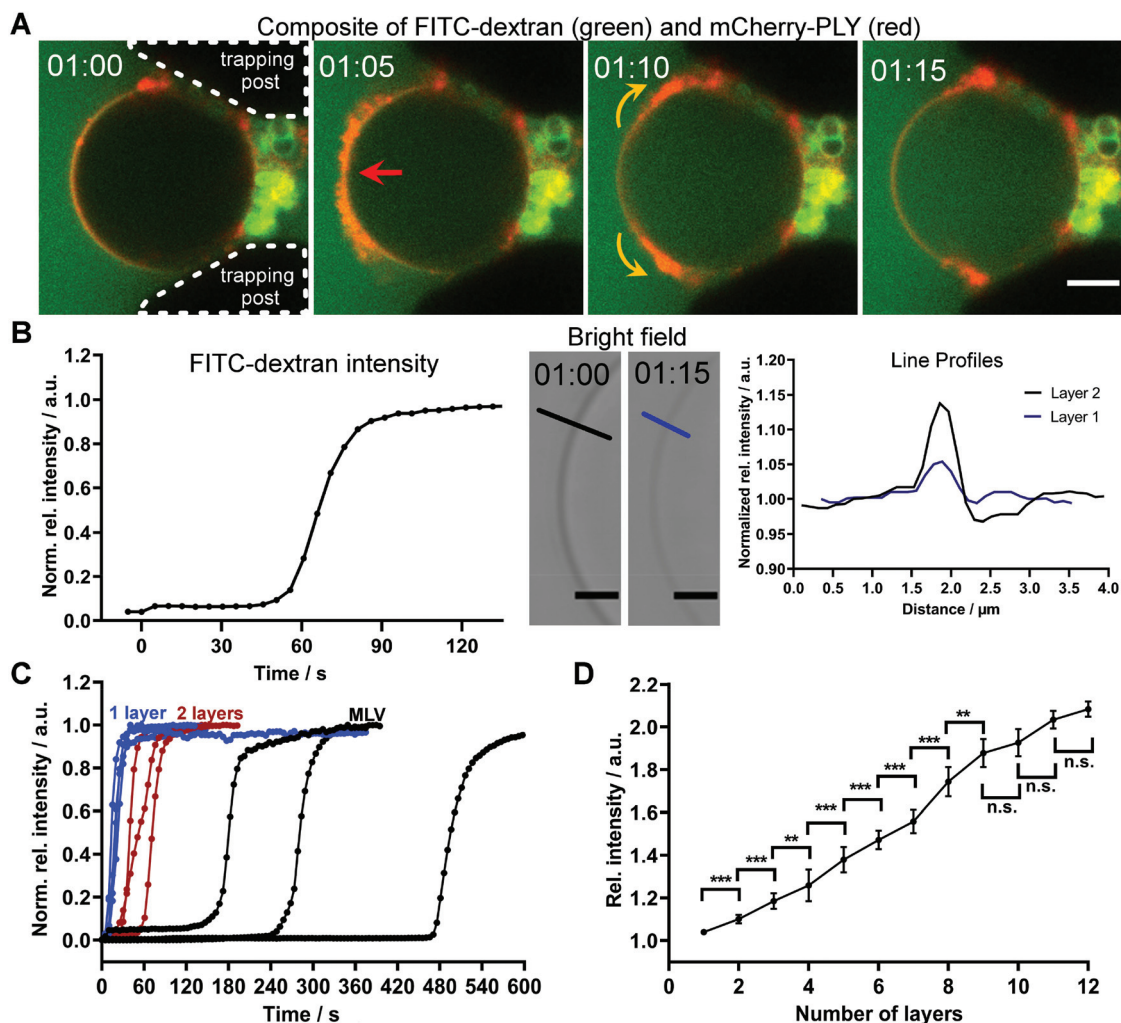 A
Composite of FITC-dextran (green) and mCherry-PLY (red)
01:00
trapping
post
trapping
post
01:05
01:10
01:15
B
FITC-dextran intensity
Norm. rel. intensity / a.u.
1.2
1.0
0.8
0.6
0.4
0.2
0.0
0 30 60 90 120
Time / s
Bright field
01:00
01:15
Line Profiles
Layer 2
Layer 1
Normalized rel. intensity / a.u.
1.20
1.15
1.10
1.05
1.00
0.95
0.90
0.0 0.5 1.0 1.5 2.0 2.5 3.0 3.5 4.0
Distance / µm
C
1 layer
2 layers
MLV
Norm. rel. intensity / a.u.
1.2
1.0
0.8
0.6
0.4
0.2
0.0
0 60 120 180 240 300 360 420 480 540 600
Time / s
D
Rel. intensity / a.u.
2.2
2.0
1.8
1.6
1.4
1.2
1.0
***
***
**
***
***
***
***
**
n.s.
n.s.
n.s.
0 2 4 6 8 10 12
Number of layers